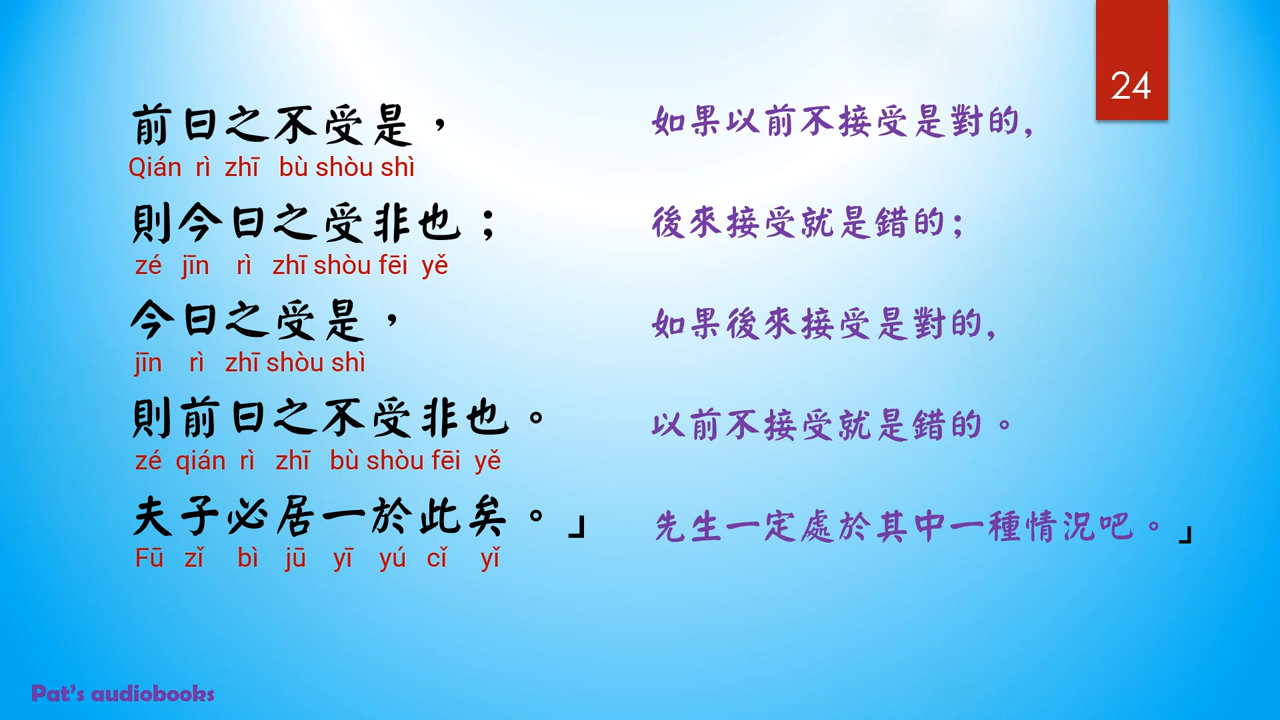 24
前日之不受是，
Qián rì zhī bù shòu shì
則今日之受非也；
zé jīn rì zhī shòu fēi yě
今日之受是，
jīn rì zhī shòu shì
則前日之不受非也。
zé qián rì zhī bù shòu fēi yě
夫子必居一於此矣。」
Fū zǐ bì jū yī yú cǐ yǐ
如果以前不接受是對的，
後來接受就是錯的；
如果後來接受是對的，
以前不接受就是錯的。
先生一定處於其中一種情況吧。」
Pat's audiobooks